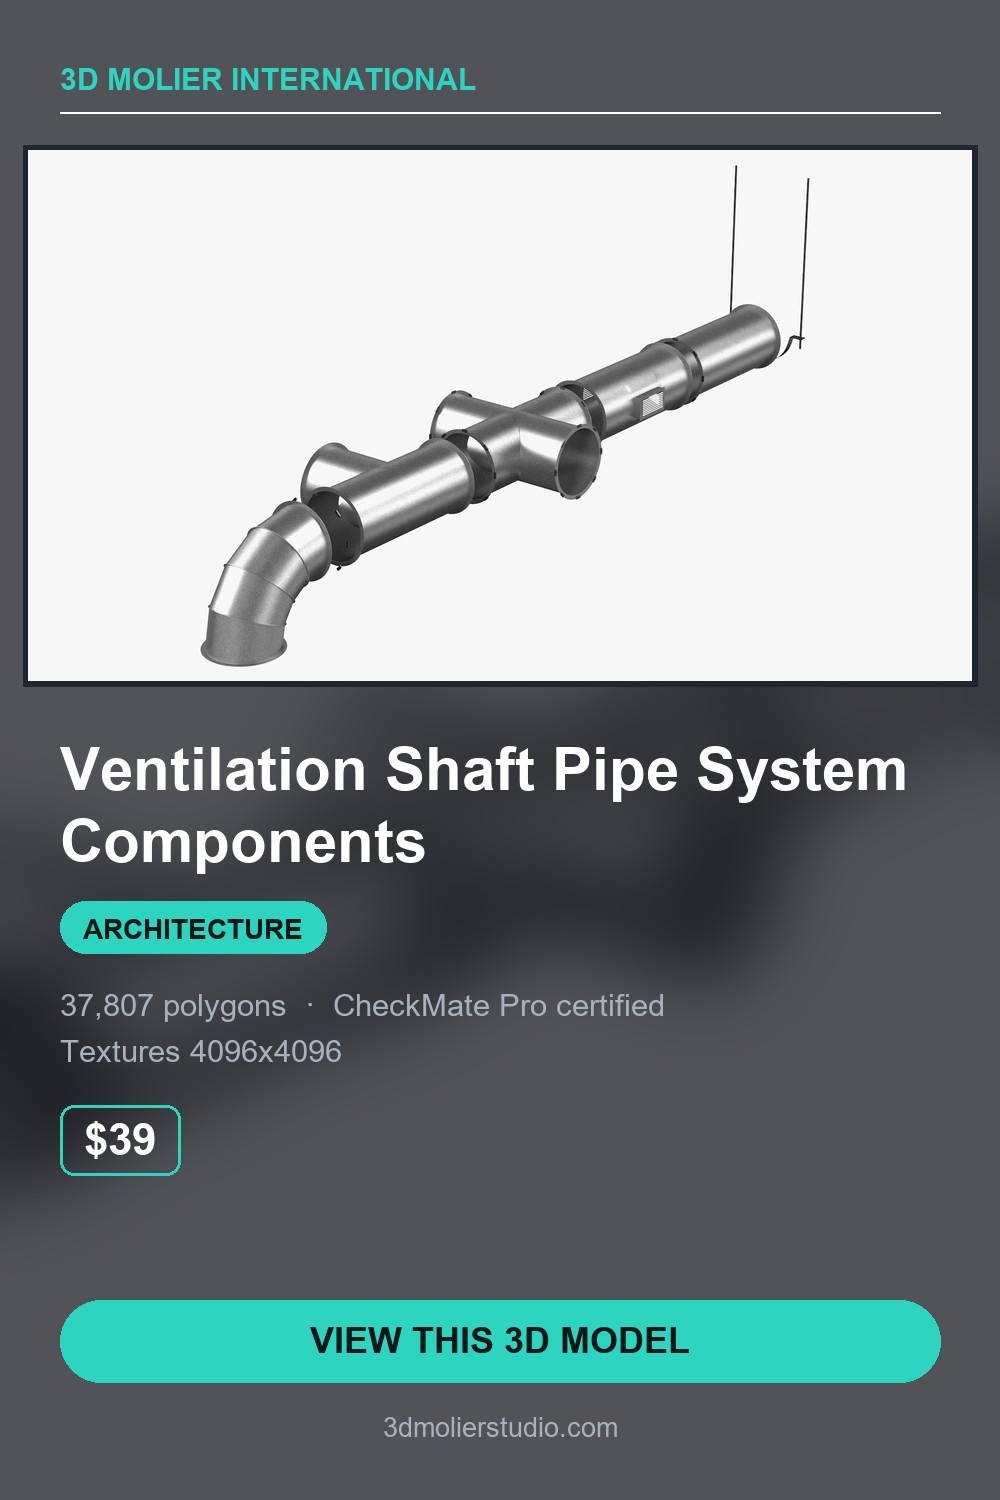 3D MOLIER INTERNATIONAL
Ventilation Shaft Pipe System
Components
ARCHITECTURE
37,807 polygons · CheckMate Pro certified
Textures 4096x4096
$39
VIEW THIS 3D MODEL
3dmolierstudio.com